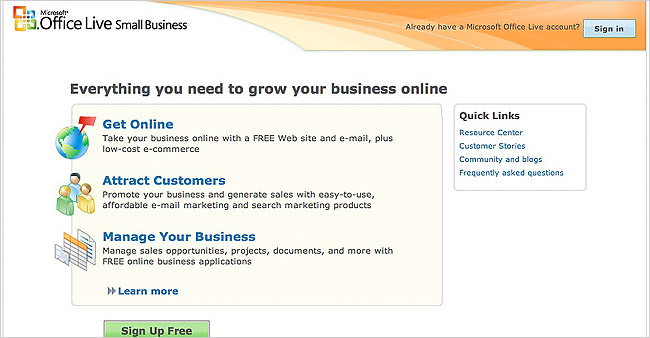 Microsoft®
Office Live Small Business
Already have a Microsoft Office Live account? Sign in
Everything you need to grow your business online
Get Online
Take your business online with a FREE Web site and e-mail, plus
low-cost e-commerce
Attract Customers
Promote your business and generate sales with easy-to-use,
affordable e-mail marketing and search marketing products
Manage Your Business
Manage sales opportunities, projects, documents, and more with
FREE online business applications
Learn more
Sign Up Free
Quick Links
Resource Center
Customer Stories
Community and blogs
Frequently asked questions